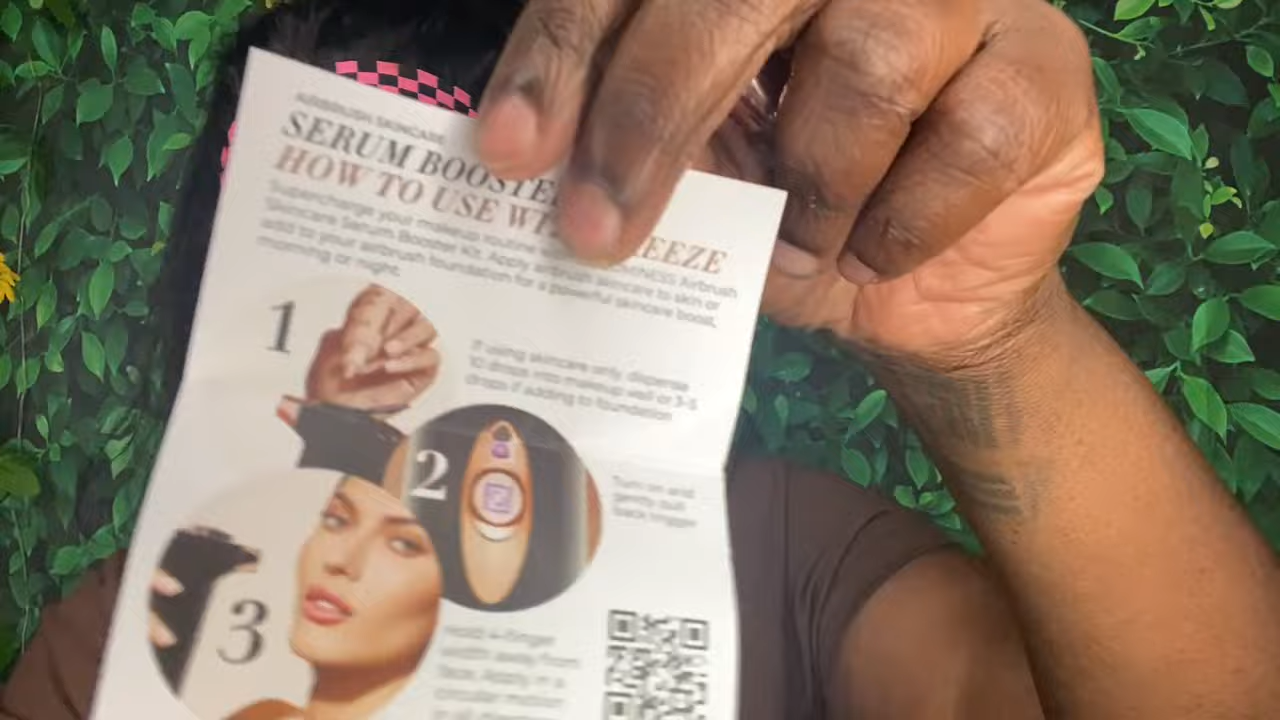 AIRBRUSH SKINCARE
SERUM BOOSTE
HOW TO USE WI EEZE
Supercharge your makeup routine LUMINESS Airbrush
Skincare Serum Booster Kit. Apply airbrush skincare to skin or
add to your airbrush foundation for a powerful skincare boost,
morning or night.
1
If using skincare only, dispense
10 drops into makeup well or 3-5
drops if adding to foundation
2
Turn on and
gently pull
back trigger
3
Hold 4-finger
width away from
face. Apply in a
circular motion